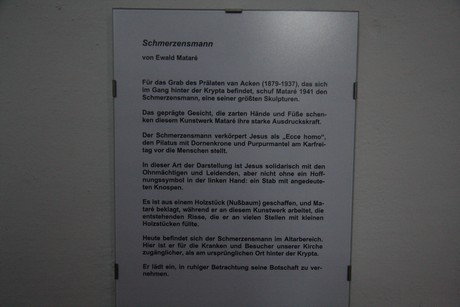 Schmerzensmann
von Ewald Mataré
Für das Grab des Prälaten van Acken (1879-1937), das sich
im Gang hinter der Krypta befindet, schuf Mataré 1941 den
Schmerzensmann, eine seiner größten Skulpturen.
Das geprägte Gesicht, die zarten Hände und Füße schen-
ken diesem Kunstwerk Mataré ihre starke Ausdruckskraft.
Der Schmerzensmann verkörpert Jesus als „Ecce homo",
den Pilatus mit Dornenkrone und Purpurmantel am Karfrei-
tag vor die Menschen stellt.
In dieser Art der Darstellung ist Jesus solidarisch mit den
Ohnmächtigen und Leidenden, aber nicht ohne ein Hoff-
nungssymbol in der linken Hand: ein Stab mit angedeute-
ten Knospen.
Es ist aus einem Holzstück (Nußbaum) geschaffen, und Ma-
taré beklagt, während er an diesem Kunstwerk arbeitet, die
entstehenden Risse, die er an vielen Stellen mit kleinen
Holzstücken füllte.
Heute befindet sich der Schmerzensmann im Altarbereich.
Hier ist er für die Kranken und Besucher unserer Kirche
zugänglicher, als am ursprünglichen Ort hinter der Krypta.
Er lädt ein, in ruhiger Betrachtung seine Botschaft zu ver-
nehmen.